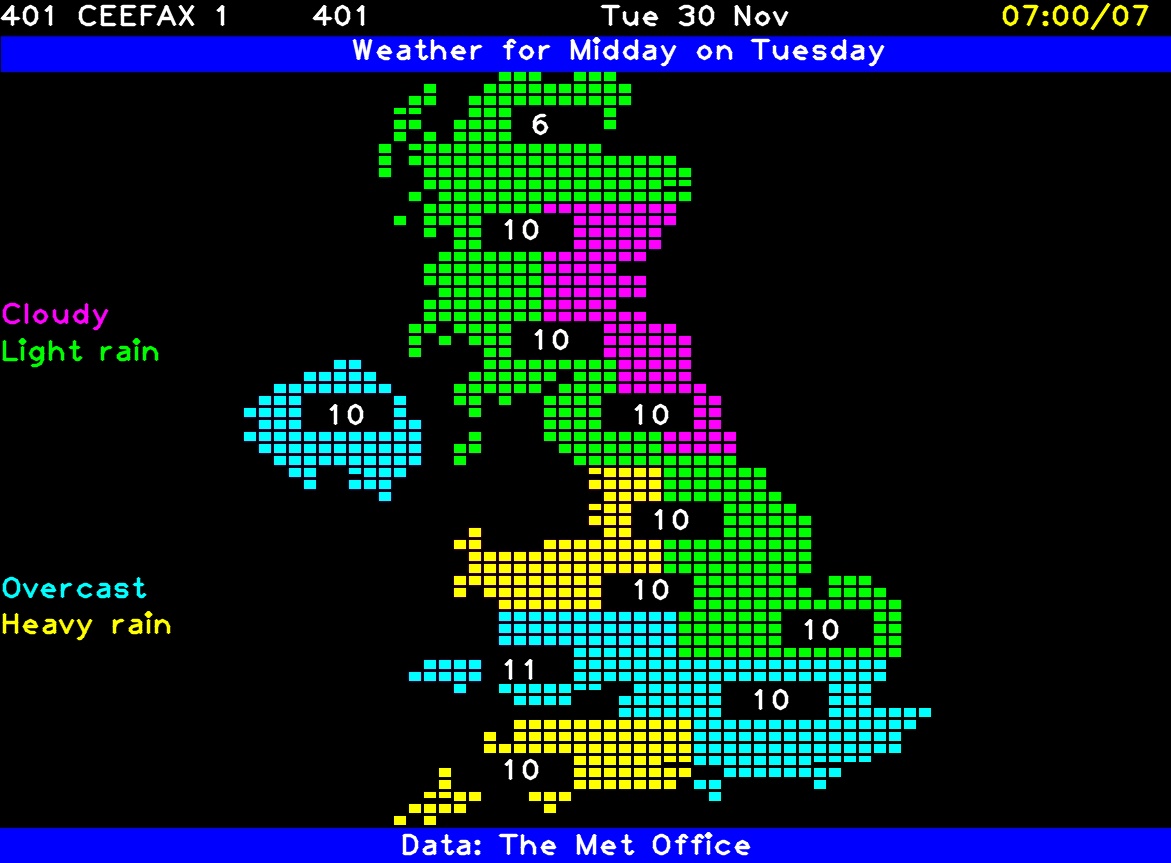 401 CEEFAX 1 401 Tue 30 Nov 07:00/07
Weather for Midday on Tuesday
6
10
Cloudy
10
Light rain
10 10
10
Overcast 10
Heavy rain 10
11
10
10
Data: The Met Office